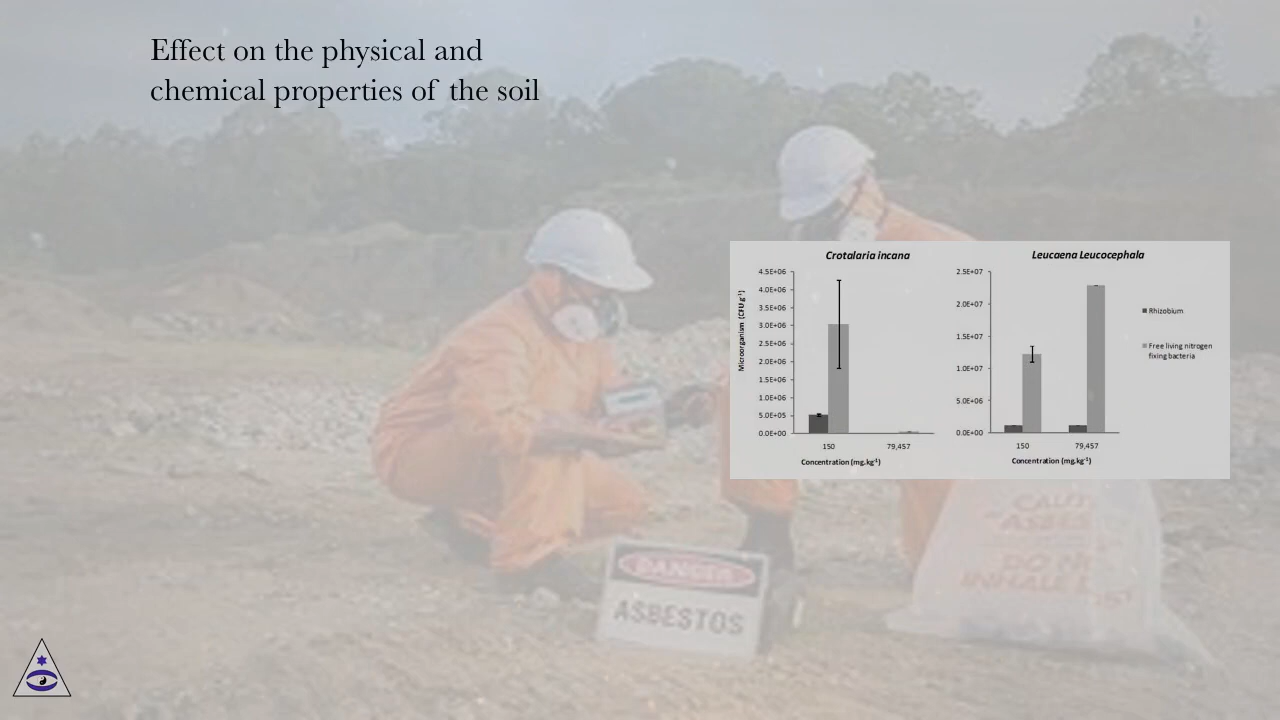 Effect on the physical and
chemical properties of the soil
Crotalaria incana
Microorganism (CFU g⁻¹)
4.5E+06
4.0E+06
3.5E+06
3.0E+06
2.5E+06
2.0E+06
1.5E+06
1.0E+06
5.0E+05
0.0E+00
150
79,457
Concentration (mg.kg⁻¹)
Leucaena Leucocephala
2.5E+07
2.0E+07
1.5E+07
1.0E+07
5.0E+06
0.0E+00
150
79,457
Concentration (mg.kg⁻¹)
Rhizobium
Free living nitrogen
fixing bacteria
DANGER
ASBESTOS
DO
INHALE